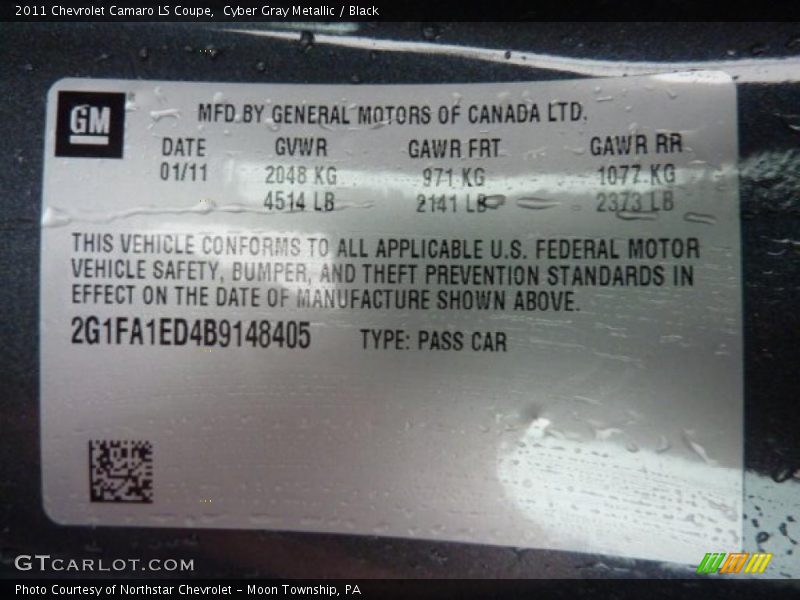 2011 Chevrolet Camaro LS Coupe,  Cyber Gray Metallic / Black
GM
MFD BY GENERAL MOTORS OF CANADA LTD.
DATE GVWR GAWR FRT GAWR RR
01/11 2048 KG 971 KG 1077 KG
4514 LB 2141 LB 2373 LB
THIS VEHICLE CONFORMS TO ALL APPLICABLE U.S. FEDERAL MOTOR
VEHICLE SAFETY, BUMPER, AND THEFT PREVENTION STANDARDS IN
EFFECT ON THE DATE OF MANUFACTURE SHOWN ABOVE.
2G1FA1ED4B9148405 TYPE: PASS CAR
GTCARLOT.COM
Photo Courtesy of Northstar Chevrolet - Moon Township, PA